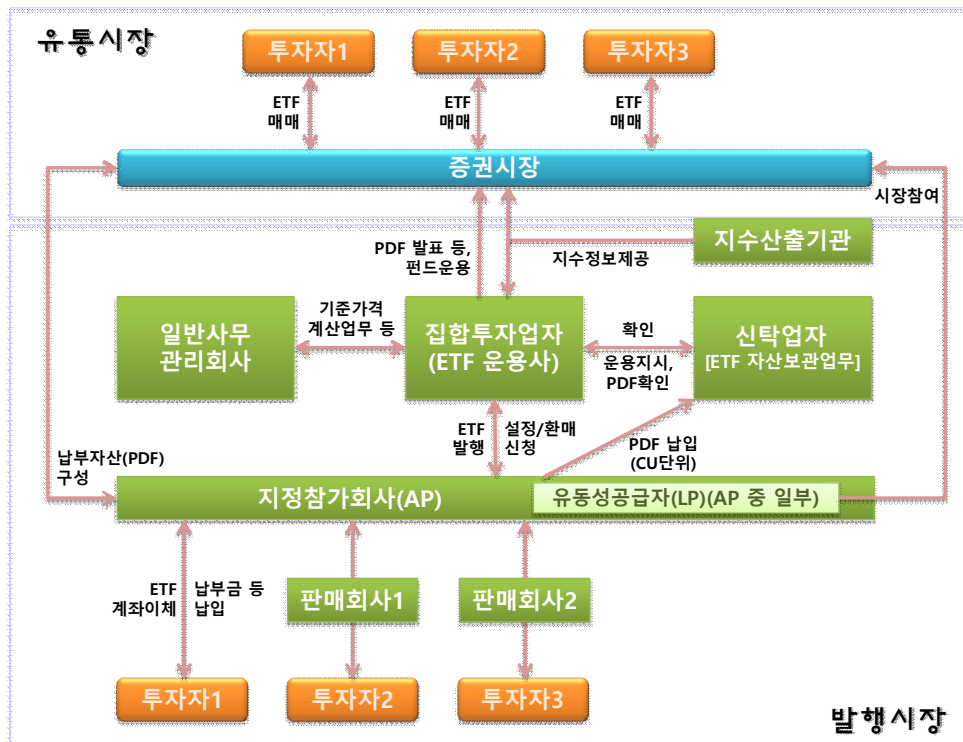 유통시장
투자자1
투자자2
투자자3
ETF
매매
ETF
매매
ETF
매매
증권시장
시장참여
PDF 발표 등,
펀드운용
지수정보제공
지수산출기관
일반사무
관리회사
기준가격
계산업무 등
집합투자업자
(ETF 운용사)
확인
운용지시,
PDF확인
신탁업자
[ETF 자산보관업무]
납부자산(PDF)
구성
ETF
발행
설정/환매
신청
PDF 납입
(CU단위)
지정참가회사(AP)
유동성공급자(LP)(AP 중 일부)
ETF
계좌이체
납부금 등
납입
판매회사1
판매회사2
투자자1
투자자2
투자자3
발행시장